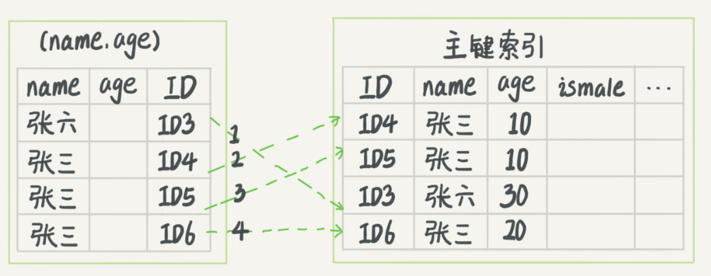 (name.age)
name age ID
张六 ID3
张三 ID4
张三 ID5
张三 ID6
1
2
3
4
主键索引
ID name age ismale ...
ID4 张三 10
ID5 张三 10
ID3 张六 30
ID6 张三 20